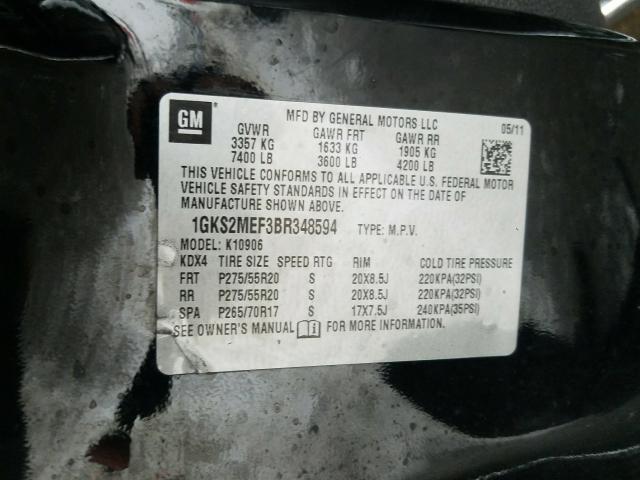 GM
MFD BY GENERAL MOTORS LLC
05/11
GVWR GAWR FRT GAWR RR
3357 KG 1633 KG 1905 KG
7400 LB 3600 LB 4200 LB
THIS VEHICLE CONFORMS TO ALL APPLICABLE U.S. FEDERAL MOTOR
VEHICLE SAFETY STANDARDS IN EFFECT ON THE DATE OF
MANUFACTURE SHOWN ABOVE.
1GKS2MEF3BR348594 TYPE: M.P.V.
MODEL: K10906
KDX4 TIRE SIZE SPEED RTG RIM COLD TIRE PRESSURE
FRT P275/55R20 S 20X8.5J 220KPA(32PSI)
RR P275/55R20 S 20X8.5J 220KPA(32PSI)
SPA P265/70R17 S 17X7.5J 240KPA(35PSI)
SEE OWNER'S MANUAL FOR MORE INFORMATION.